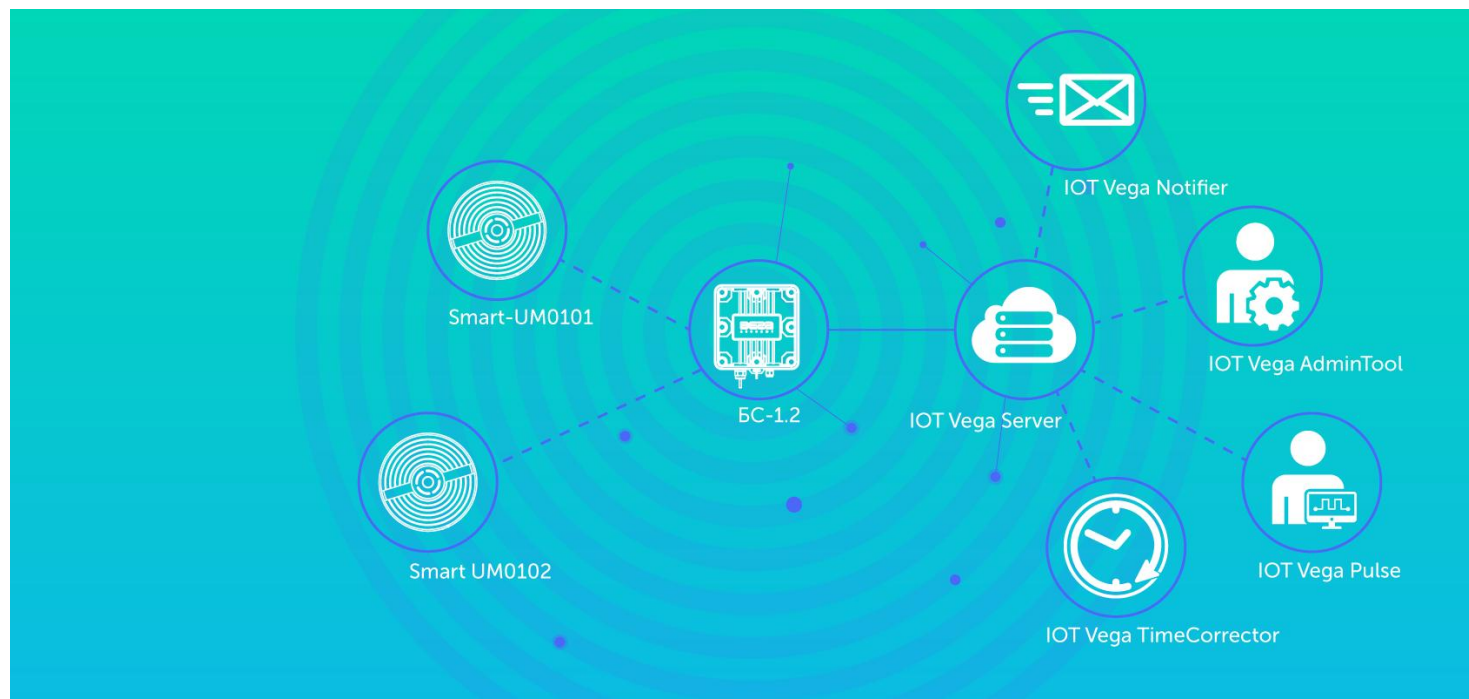 IOT Vega Notifier
Smart-UM0101
IOT Vega AdminTool
БС-1.2
IOT Vega Server
Smart UM0102
IOT Vega Pulse
IOT Vega TimeCorrector